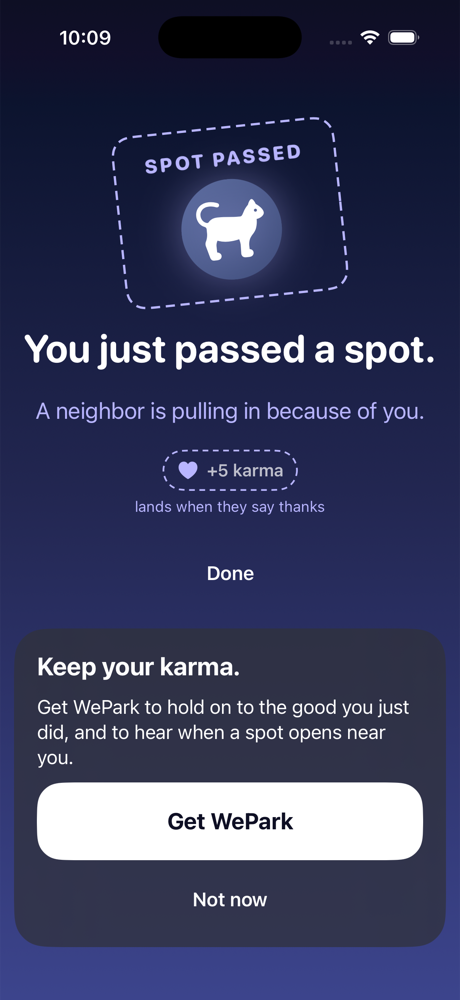 10:09
SPOT PASSED
You just passed a spot.
A neighbor is pulling in because of you.
+5 karma
lands when they say thanks
Done
Keep your karma.
Get WePark to hold on to the good you just
did, and to hear when a spot opens near
you.
Get WePark
Not now